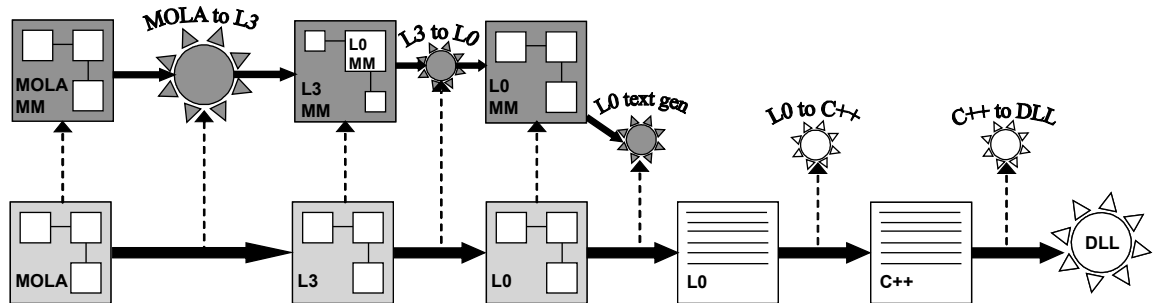 MOLA to L3
L3 to L0
MOLA
MM
L3
MM
L0
MM
L0
MM
L0 text gen
L0 to C++
C++ to DLL
MOLA
L3
L0
L0
C++
DLL